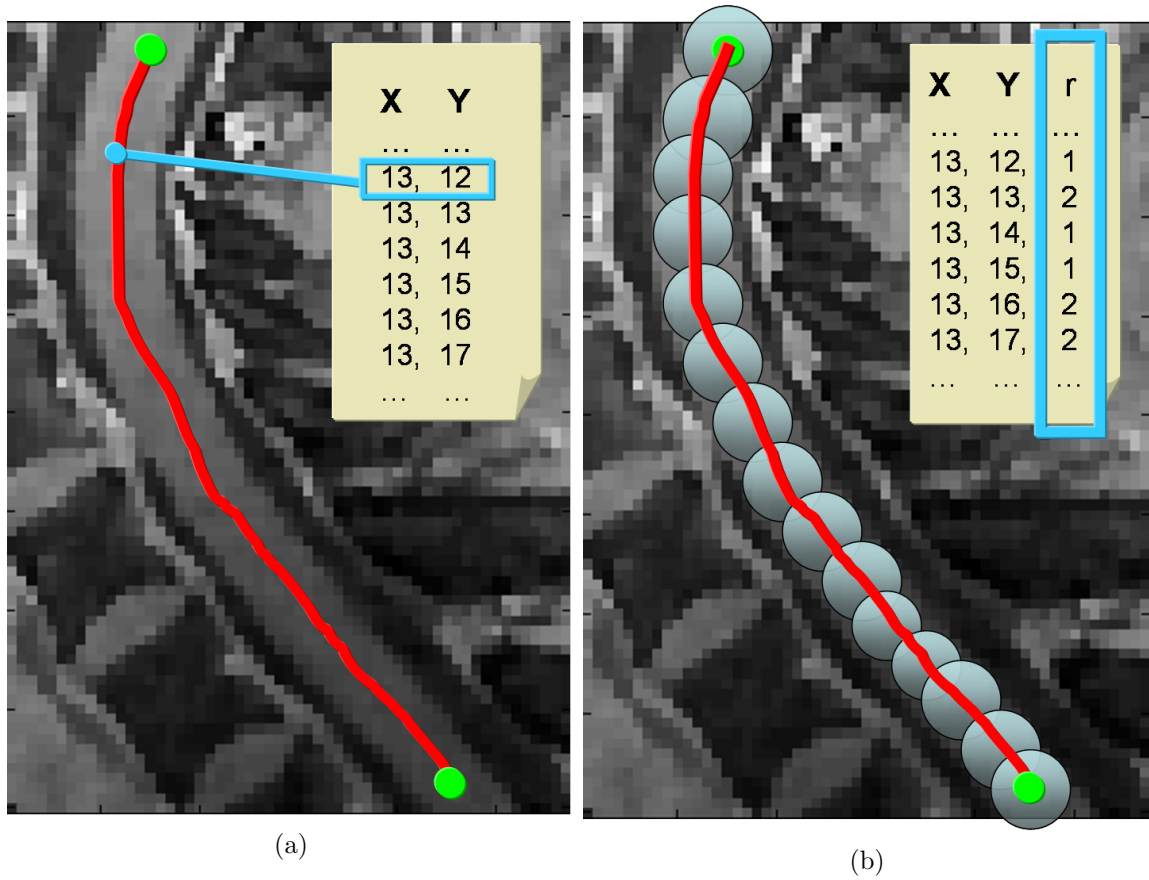 X Y
... ...
13, 12
13, 13
13, 14
13, 15
13, 16
13, 17
... ...
(a)
X Y r
... ... ...
13, 12, 1
13, 13, 2
13, 14, 1
13, 15, 1
13, 16, 2
13, 17, 2
... ... ...
(b)